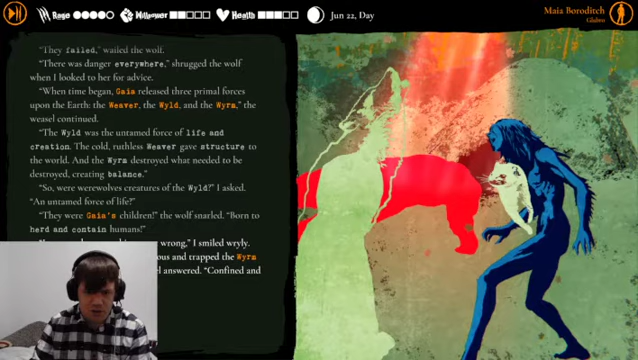 Rage Willpower Health Jun 22, Day
Maia Boroditch
Glabro
"They failed," wailed the wolf.
"There was danger everywhere," shrugged the wolf
when I looked to her for advice.
"When time began, Gaia released three primal forces
upon the Earth: the Weaver, the Wyld, and the Wyrm," the
weasel continued.
"The Wyld was the untamed force of life and
creation. The cold, ruthless Weaver gave structure to
the world. And the Wyrm destroyed what needed to be
destroyed, creating balance."
"So, were werewolves creatures of the Wyld?" I asked.
"An untamed force of life?"
"They were Gaia's children!" the wolf snarled. "Born to
herd and contain humans!"
wrong," I smiled wryly.
ous and trapped the Wyrm
el answered. "Confined and